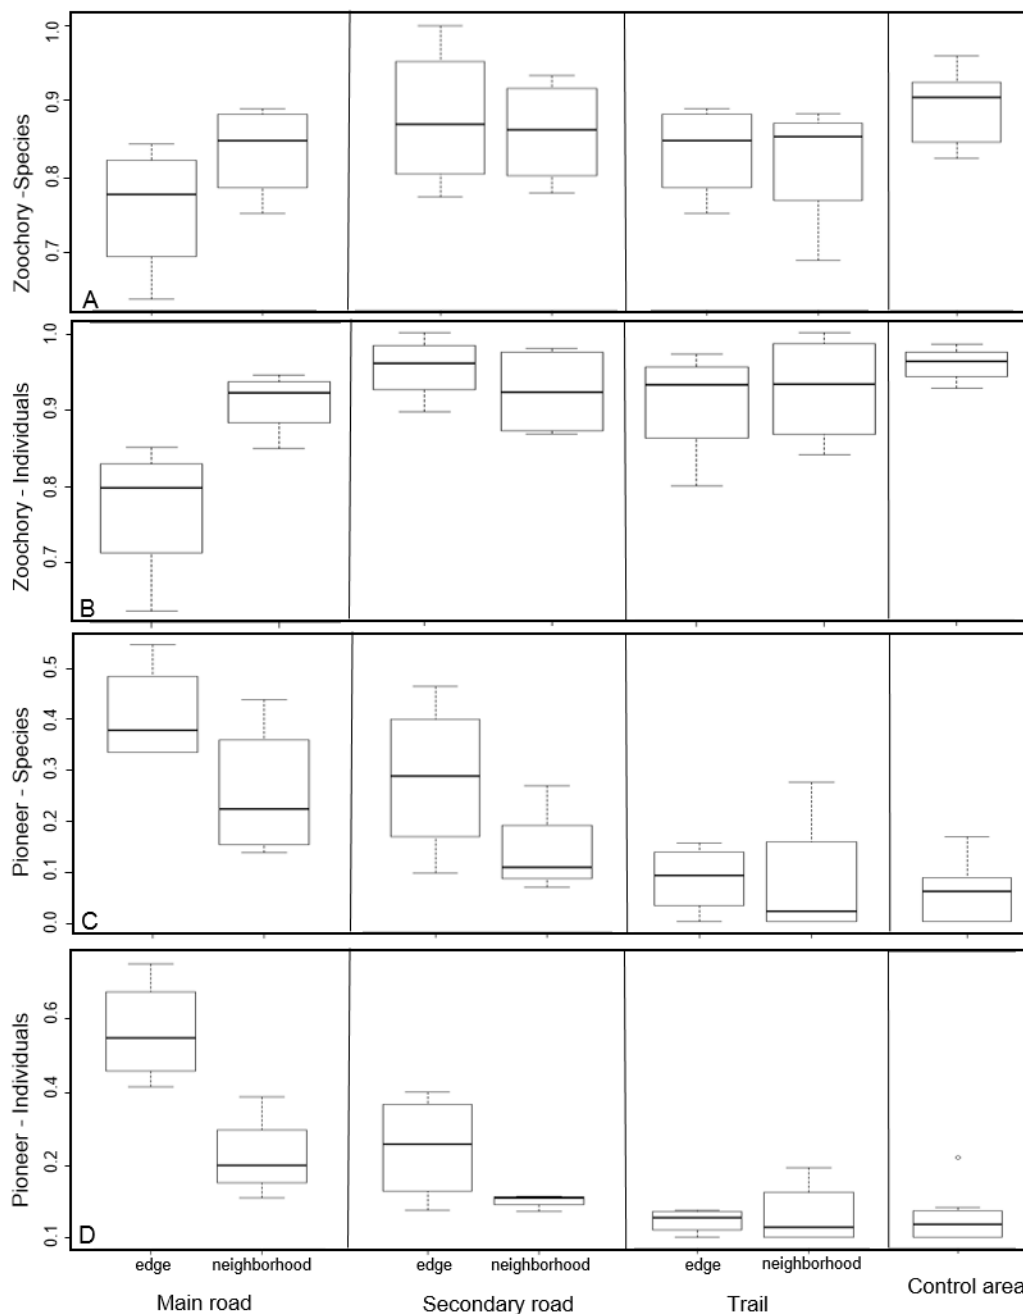 Zoochory -Species
1.0
0.9
0.8
0.7
A
Zoochory - Individuals
1.0
0.9
0.8
0.7
B
Pioneer - Species
0.5
0.4
0.3
0.2
0.1
0.0
C
Pioneer - Individuals
0.6
0.4
0.2
0.1
D
edge neighborhood edge neighborhood edge neighborhood
Main road Secondary road Trail Control area